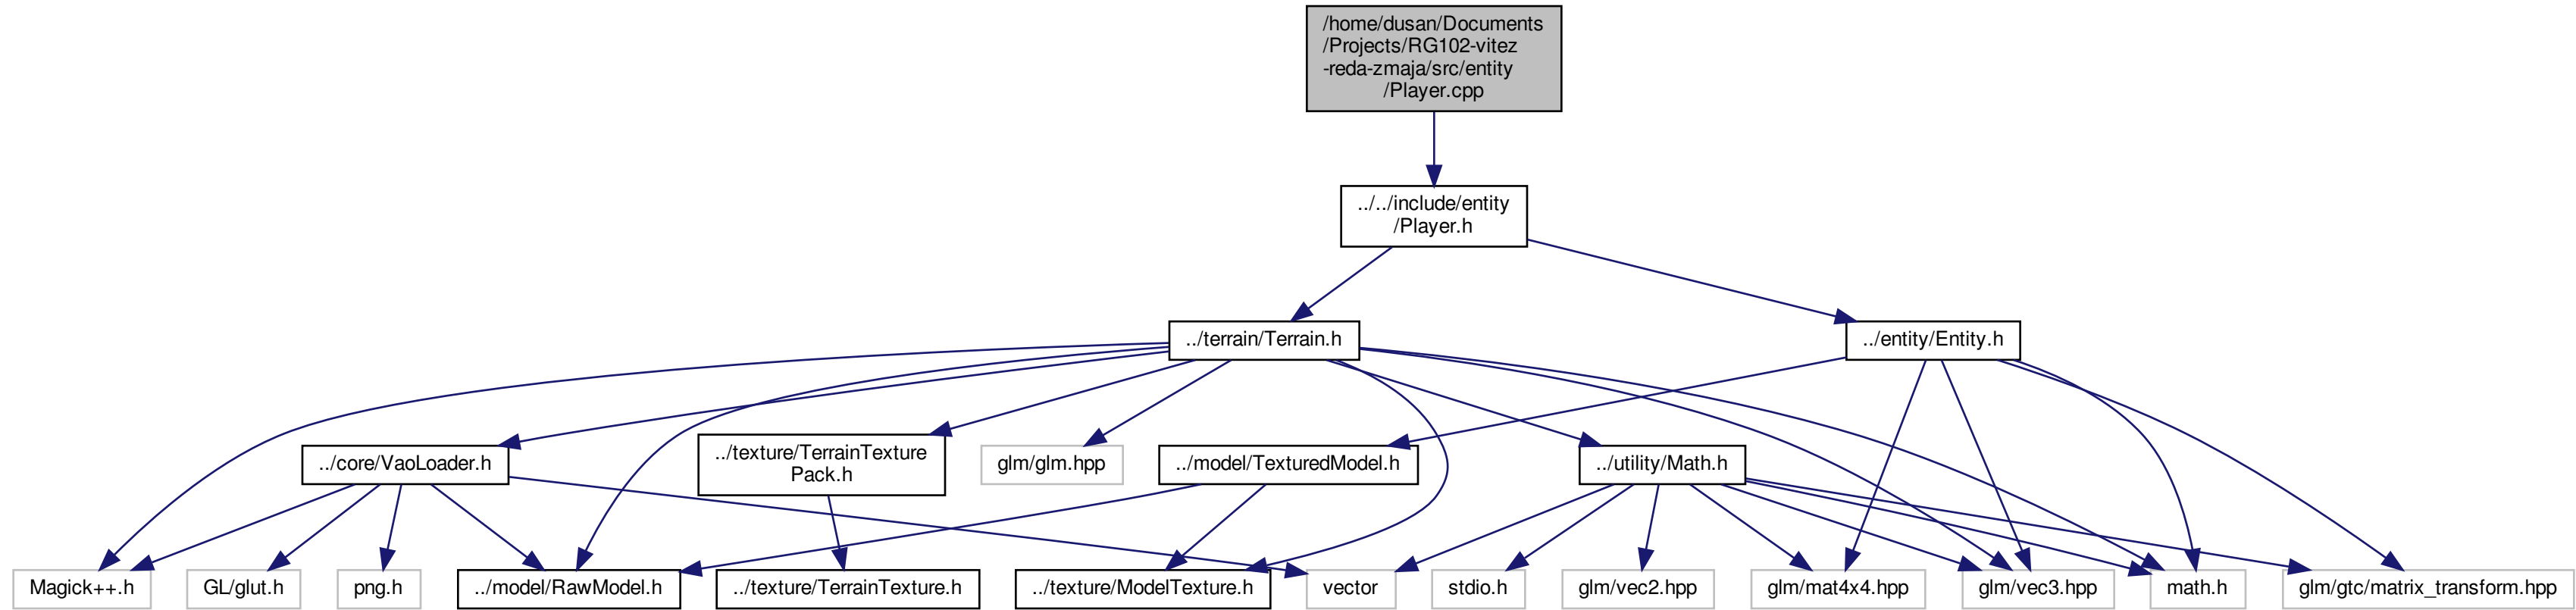 /home/dusan/Documents
/Projects/RG102-vitez
-reda-zmaja/src/entity
/Player.cpp
../../include/entity
/Player.h
../terrain/Terrain.h
../entity/Entity.h
../core/VaoLoader.h
../texture/TerrainTexture
Pack.h
glm/glm.hpp
../model/TexturedModel.h
../utility/Math.h
Magick++.h
GL/glut.h
png.h
../model/RawModel.h
../texture/TerrainTexture.h
../texture/ModelTexture.h
vector
stdio.h
glm/vec2.hpp
glm/mat4x4.hpp
glm/vec3.hpp
math.h
glm/gtc/matrix_transform.hpp